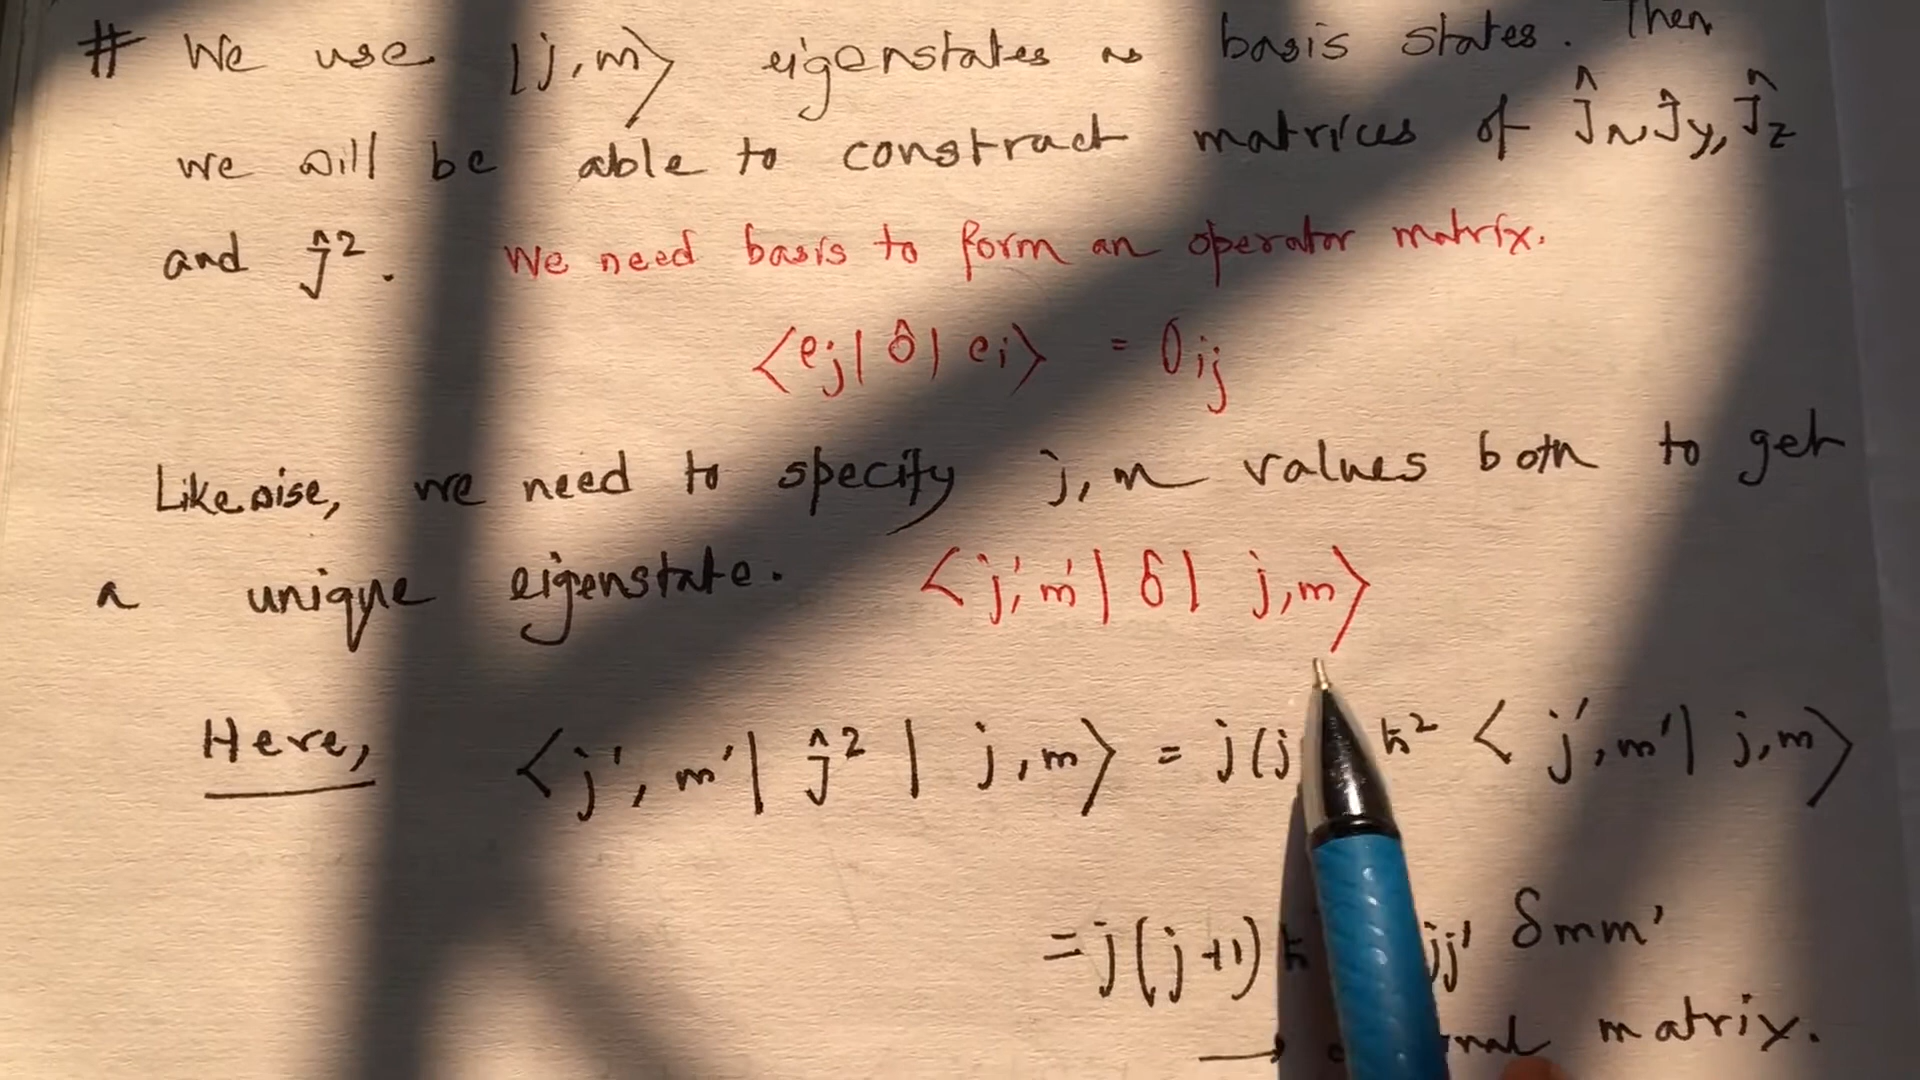 # We use |j,m⟩ eigenstates as basis states. Then
we will be able to construct matrices of Ĵx Ĵy, Ĵz
and Ĵ². We need basis to form an operator matrix.
⟨ej| Ô | ei⟩ = Oij
Likewise, we need to specify j, m values both to get
a unique eigenstate. ⟨j',m'| Ô | j,m⟩
Here, ⟨j', m'| Ĵ² | j,m⟩ = j(j ħ² ⟨j',m'| j,m⟩
= j(j+1)ħ jj' δmm'
→ matrix.